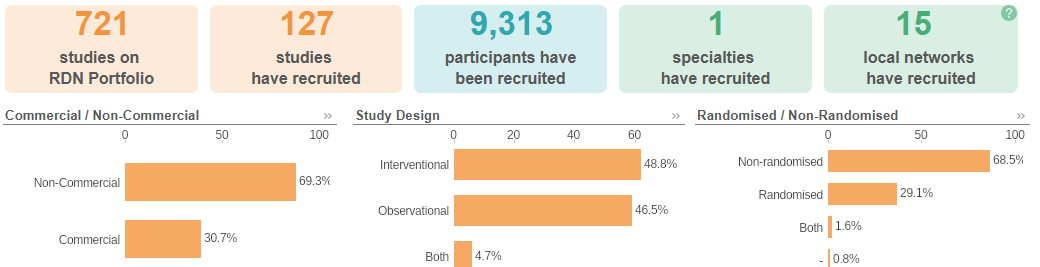 721
studies on
RDN Portfolio
127
studies
have recruited
9,313
participants have
been recruited
1
specialties
have recruited
15
local networks
have recruited
?
Commercial / Non-Commercial »
0 50 100
Non-Commercial 69.3%
Commercial 30.7%
Study Design »
0 20 40 60
Interventional 48.8%
Observational 46.5%
Both 4.7%
Randomised / Non-Randomised »
0 50 100
Non-randomised 68.5%
Randomised 29.1%
Both 1.6%
- 0.8%